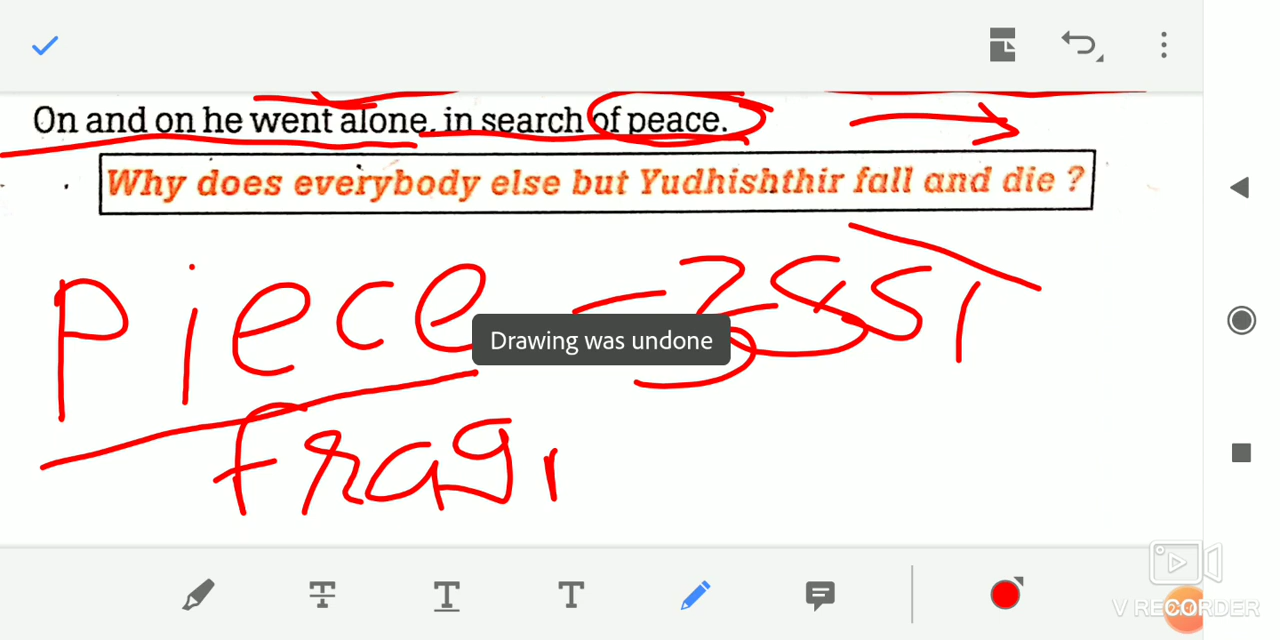 On and on he went alone, in search of peace.
Why does everybody else but Yudhishthir fall and die ?
Piece –
Drawing was undone
Frag
V RECORDER